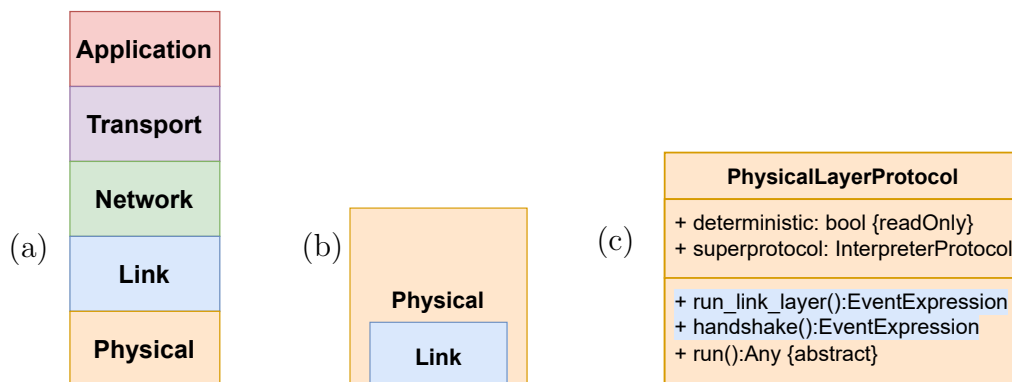 Application
Transport
Network
Link
Physical
(a)
(b)
Physical
Link
(c)
PhysicalLayerProtocol
+ deterministic: bool {readOnly}
+ superprotocol: InterpreterProtocol
+ run_link_layer():EventExpression
+ handshake():EventExpression
+ run():Any {abstract}